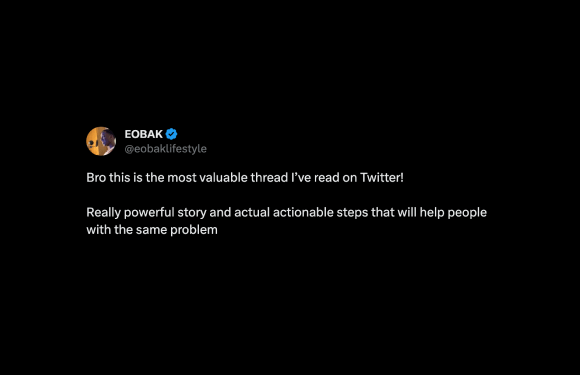 EOBAK
@eobaklifestyle
Bro this is the most valuable thread I’ve read on Twitter!
Really powerful story and actual actionable steps that will help people
with the same problem